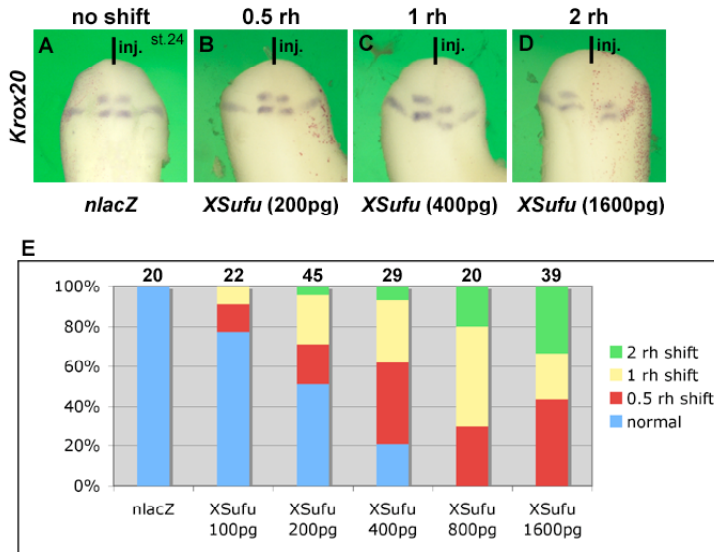 no shift 0.5 rh 1 rh 2 rh
A inj. st.24 B inj. C inj. D inj.
Krox20
nlacZ XSufu (200pg) XSufu (400pg) XSufu (1600pg)
E
20 22 45 29 20 39
100%
80%
60%
40%
20%
0%
2 rh shift
1 rh shift
0.5 rh shift
normal
nlacZ XSufu XSufu XSufu XSufu XSufu
100pg 200pg 400pg 800pg 1600pg